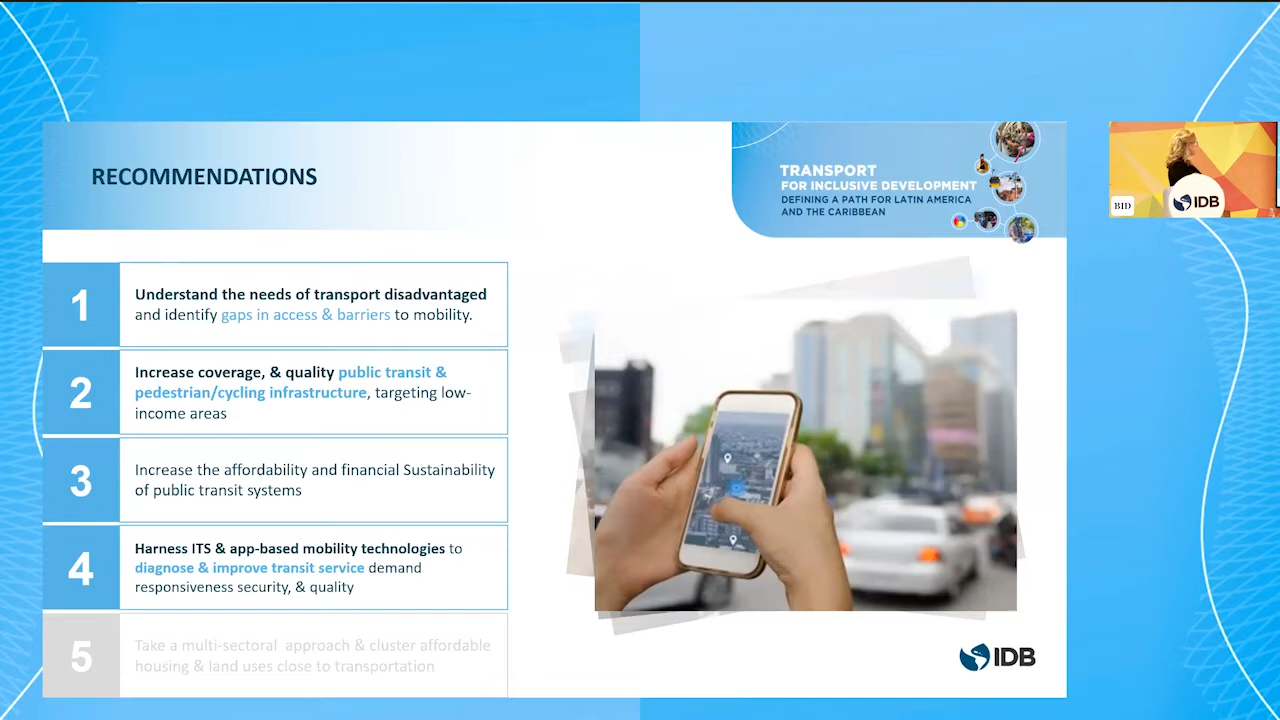 RECOMMENDATIONS
TRANSPORT
FOR INCLUSIVE DEVELOPMENT
DEFINING A PATH FOR LATIN AMERICA
AND THE CARIBBEAN
BID
IDB
1
Understand the needs of transport disadvantaged
and identify gaps in access & barriers to mobility.
2
Increase coverage, & quality public transit &
pedestrian/cycling infrastructure, targeting low-
income areas
3
Increase the affordability and financial Sustainability
of public transit systems
4
Harness ITS & app-based mobility technologies to
diagnose & improve transit service demand
responsiveness security, & quality
5
Take a multi-sectoral approach & cluster affordable
housing & land uses close to transportation
IDB